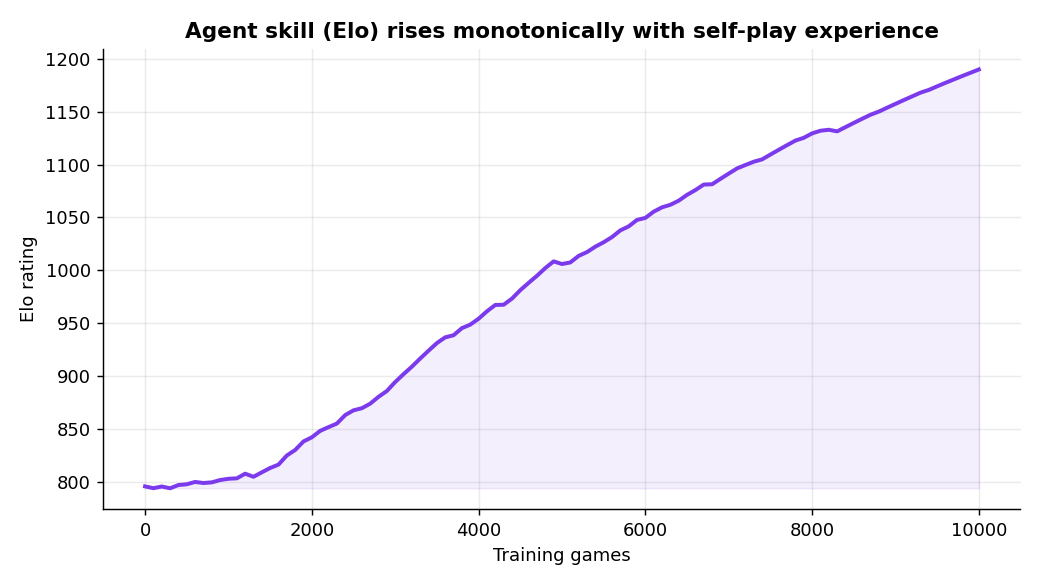 Agent skill (Elo) rises monotonically with self-play experience
1200
1150
1100
1050
1000
950
900
850
800
Elo rating
0 2000 4000 6000 8000 10000
Training games